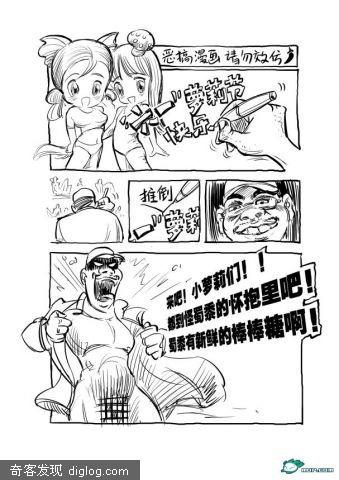 恶搞漫画 请勿效仿
萝莉节
快乐
推倒
萝莉
来吧！小萝莉们！！
都到怪蜀黍的怀抱里吧！
蜀黍有新鲜的棒棒糖啊！
奇客发现 diglog.com
MOP.COM